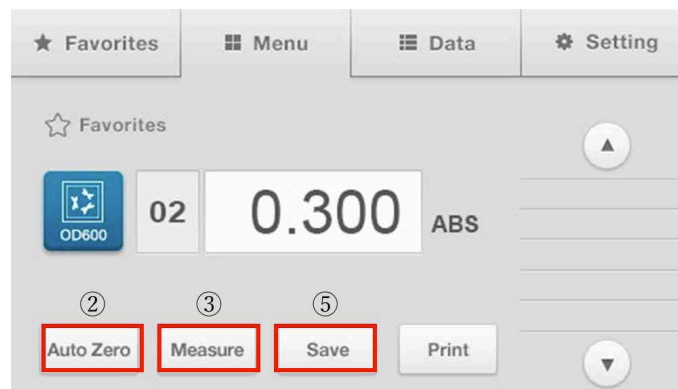 ★ Favorites Menu Data Setting
☆ Favorites
▲
OD600 02 0.300 ABS
② ③ ⑤
Auto Zero Measure Save Print
▼